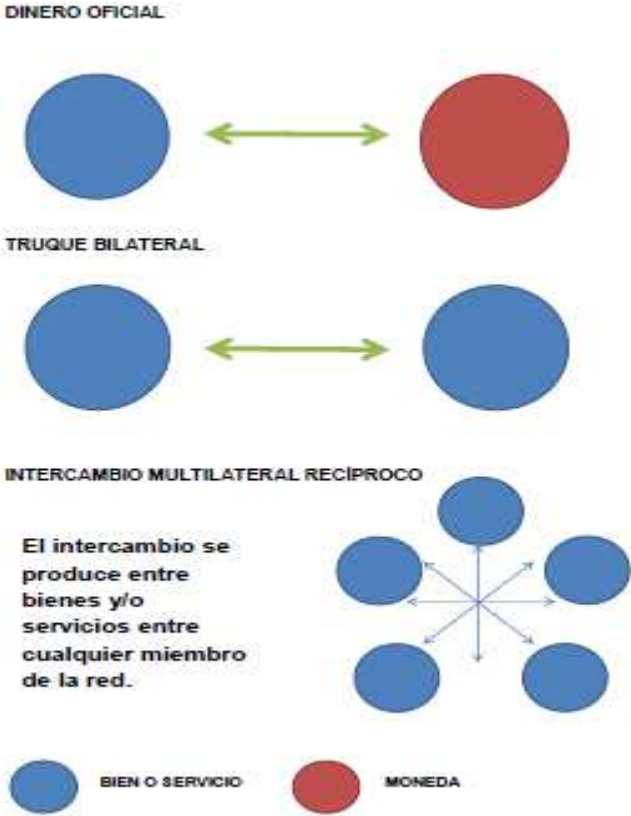 DINERO OFICIAL
TRUQUE BILATERAL
INTERCAMBIO MULTILATERAL RECÍPROCO
El intercambio se
produce entre
bienes y/o
servicios entre
cualquier miembro
de la red.
BIEN O SERVICIO
MONEDA